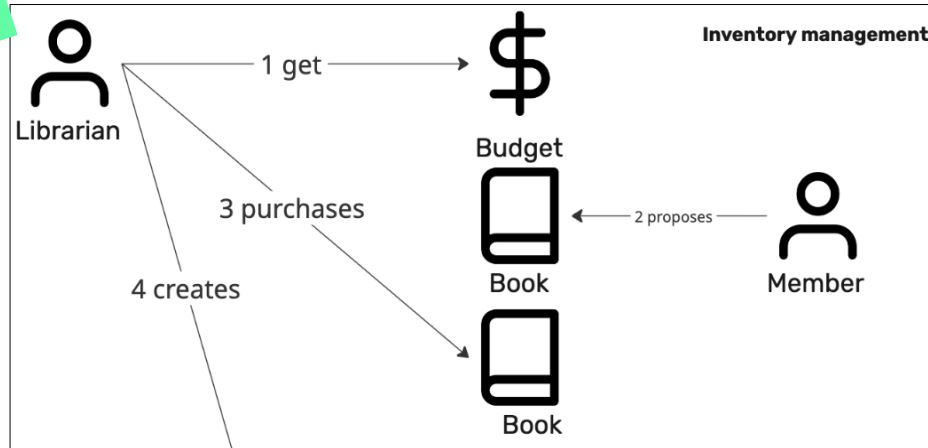 Inventory management
1 get
Librarian
Budget
3 purchases
2 proposes
4 creates
Book
Member
Book